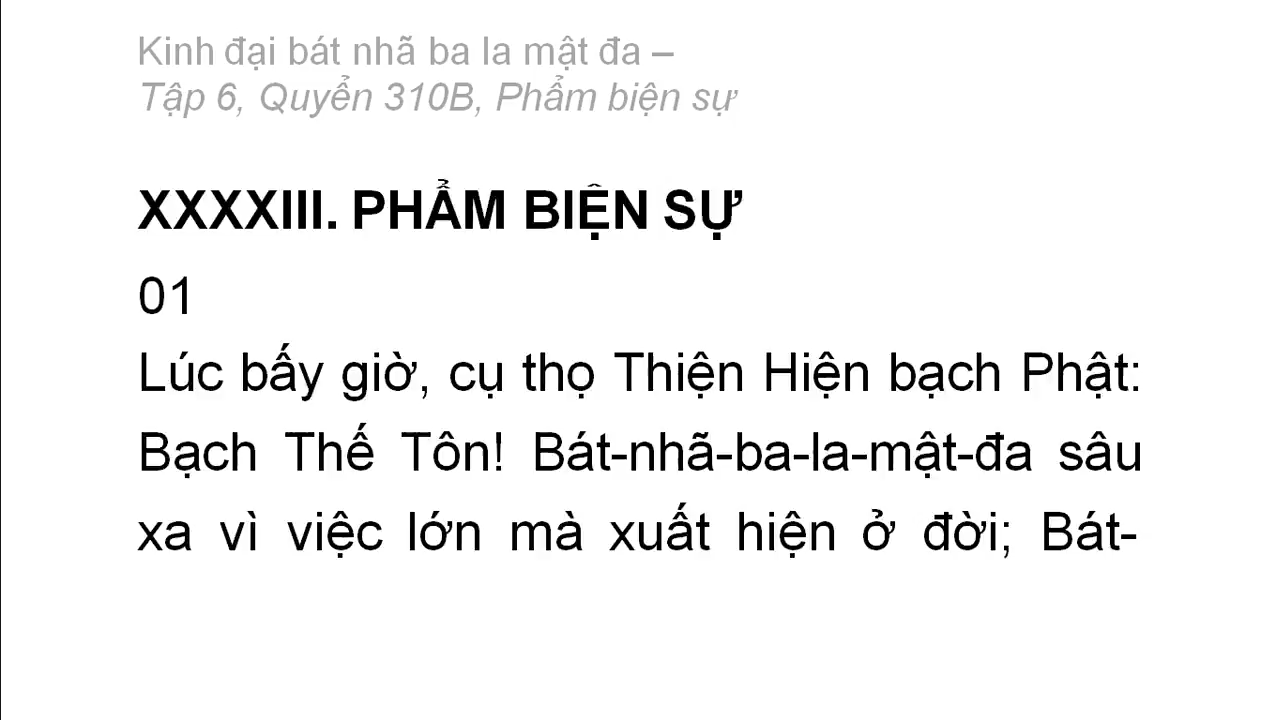 Kinh đại bát nhã ba la mật đa –
Tập 6, Quyển 310B, Phẩm biện sự
XXXXIII. PHẨM BIỆN SỰ
01
Lúc bấy giờ, cụ thọ Thiện Hiện bạch Phật:
Bạch Thế Tôn! Bát-nhã-ba-la-mật-đa sâu
xa vì việc lớn mà xuất hiện ở đời; Bát-